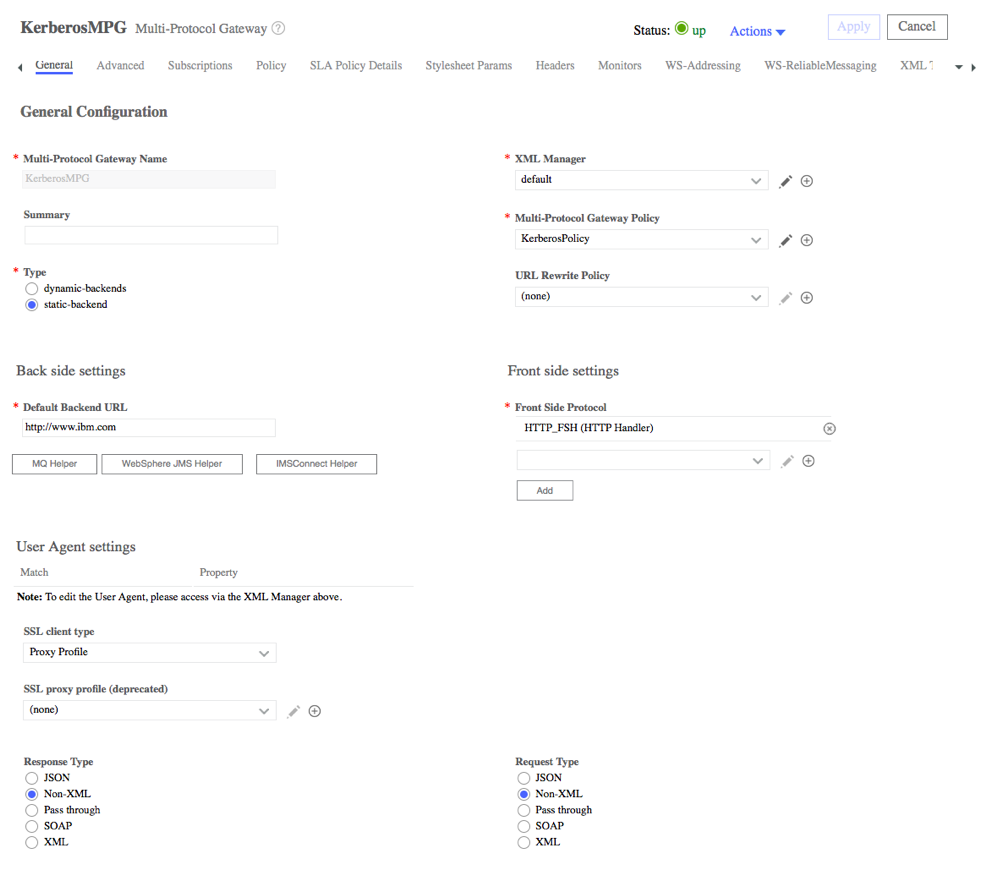 KerberosMPG Multi-Protocol Gateway ?
Status: up Actions Apply Cancel
General Advanced Subscriptions Policy SLA Policy Details Stylesheet Params Headers Monitors WS-Addressing WS-ReliableMessaging XML
General Configuration
* Multi-Protocol Gateway Name
KerberosMPG
Summary
* Type
dynamic-backends
static-backend
* XML Manager
default
* Multi-Protocol Gateway Policy
KerberosPolicy
URL Rewrite Policy
(none)
Back side settings
* Default Backend URL
http://www.ibm.com
MQ Helper WebSphere JMS Helper IMSConnect Helper
Front side settings
* Front Side Protocol
HTTP_FSH (HTTP Handler)
Add
User Agent settings
Match Property
Note: To edit the User Agent, please access via the XML Manager above.
SSL client type
Proxy Profile
SSL proxy profile (deprecated)
(none)
Response Type
JSON
Non-XML
Pass through
SOAP
XML
Request Type
JSON
Non-XML
Pass through
SOAP
XML